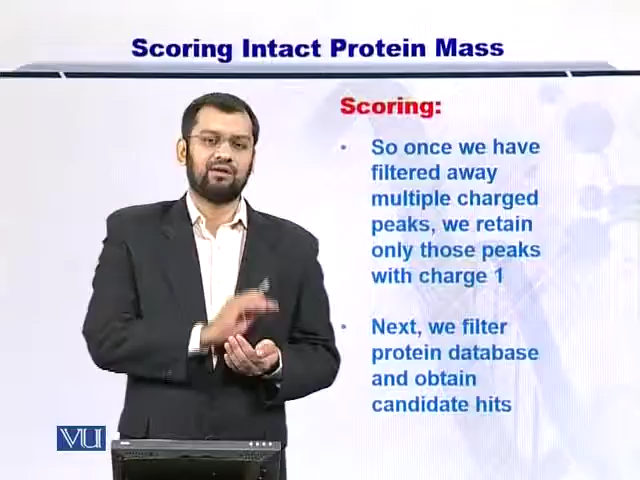 Scoring Intact Protein Mass
Scoring:
• So once we have
filtered away
multiple charged
peaks, we retain
only those peaks
with charge 1
• Next, we filter
protein database
and obtain
candidate hits
VU